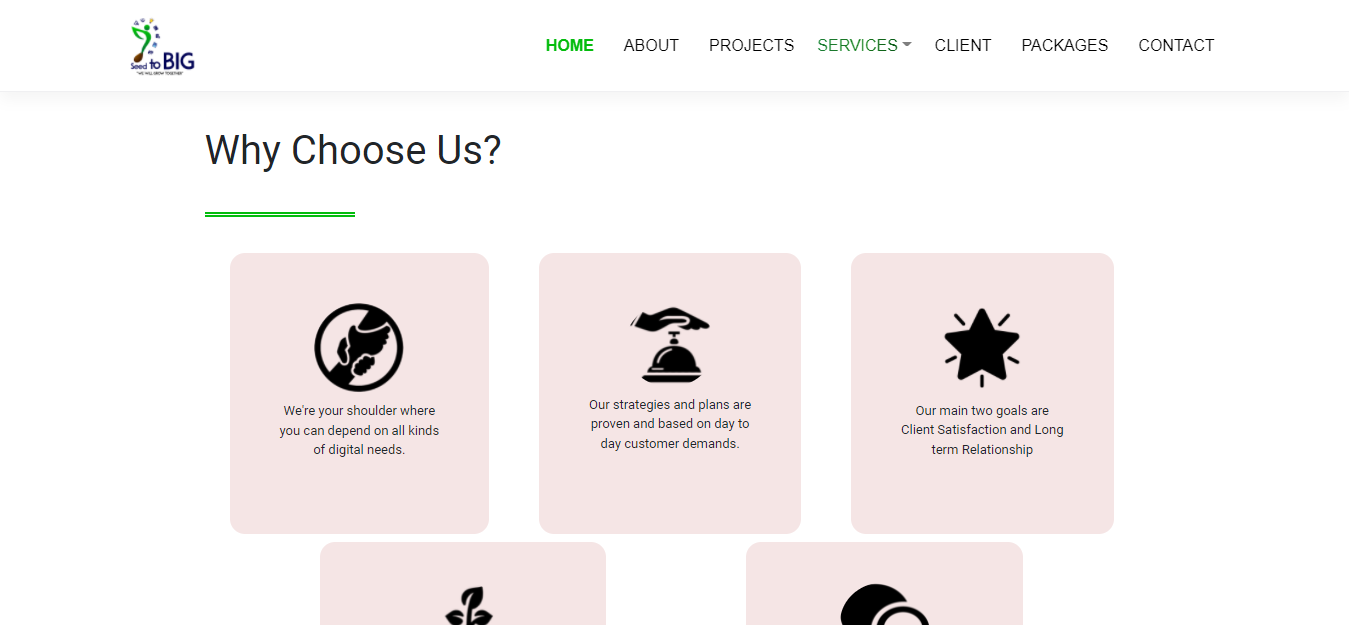 Seed to BIG
"WE WILL GROW TOGETHER"
HOME ABOUT PROJECTS SERVICES CLIENT PACKAGES CONTACT
Why Choose Us?
We're your shoulder where
you can depend on all kinds
of digital needs.
Our strategies and plans are
proven and based on day to
day customer demands.
Our main two goals are
Client Satisfaction and Long
term Relationship